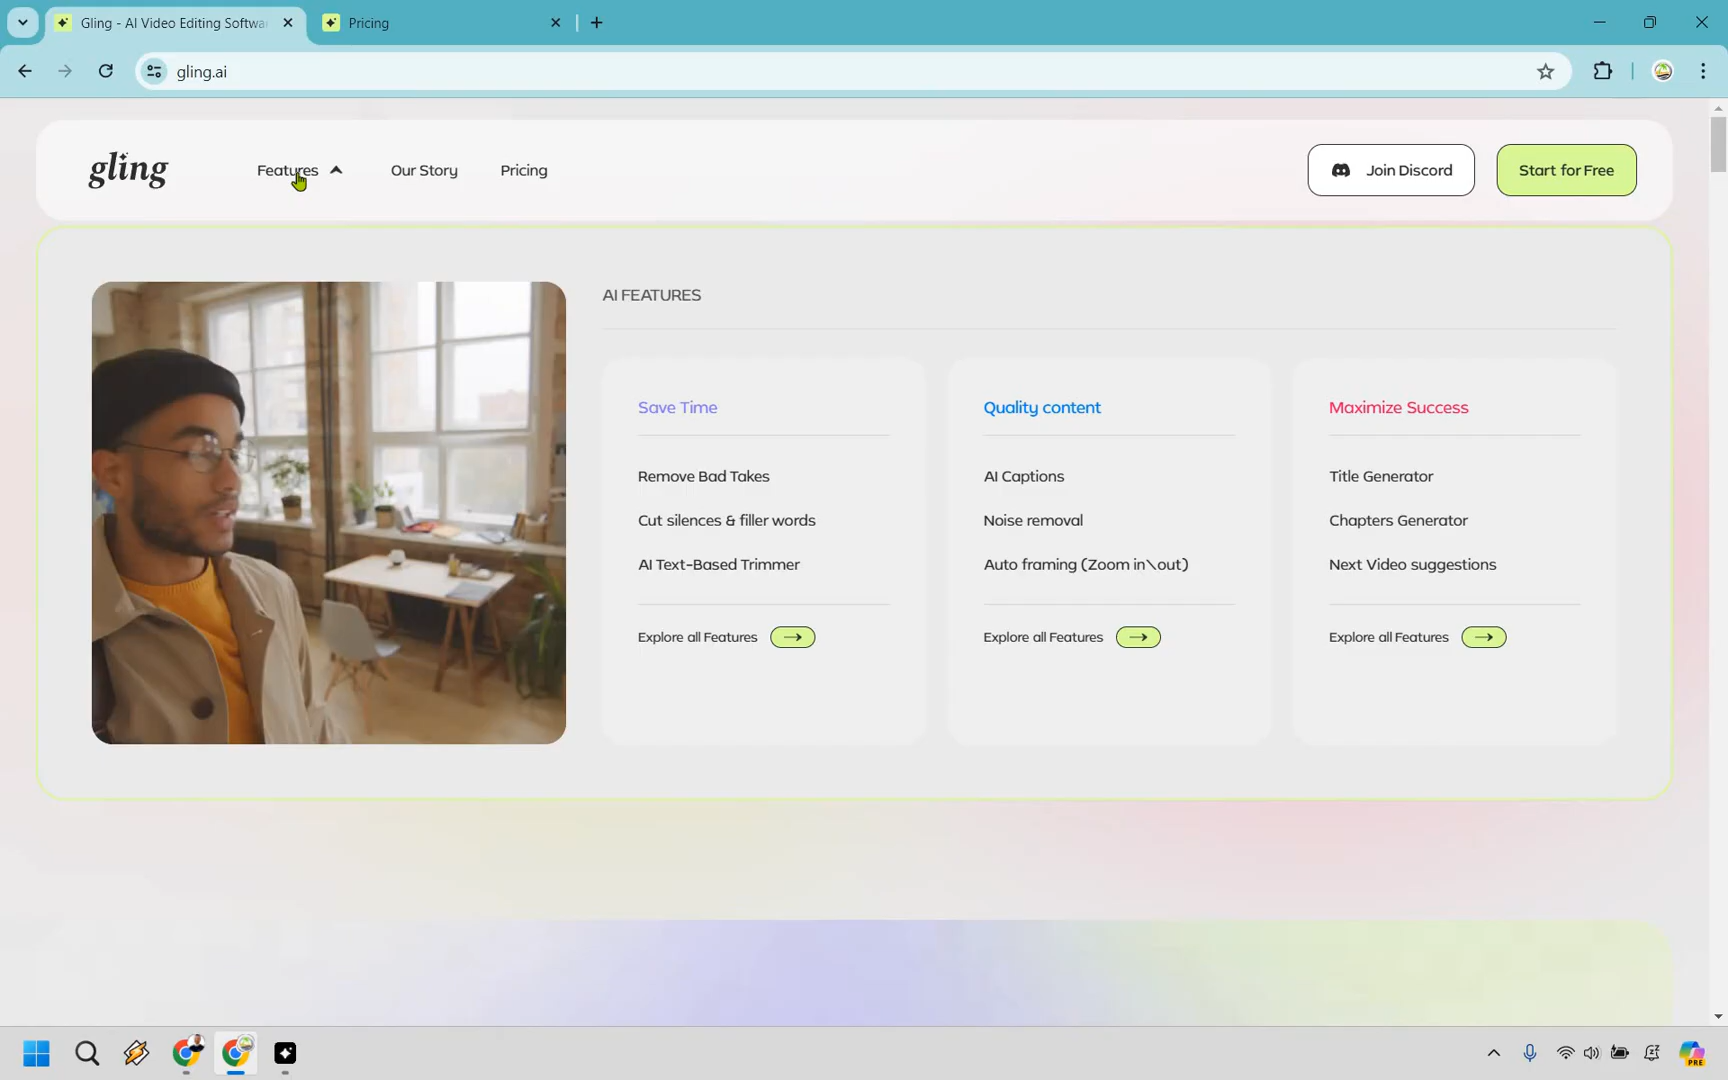 Gling - AI Video Editing Softwa
Pricing
gling.ai
gling
Features
Our Story
Pricing
Join Discord
Start for Free
AI FEATURES
Save Time
Remove Bad Takes
Cut silences & filler words
AI Text-Based Trimmer
Explore all Features
Quality content
AI Captions
Noise removal
Auto framing (Zoom in\out)
Explore all Features
Maximize Success
Title Generator
Chapters Generator
Next Video suggestions
Explore all Features
PRE